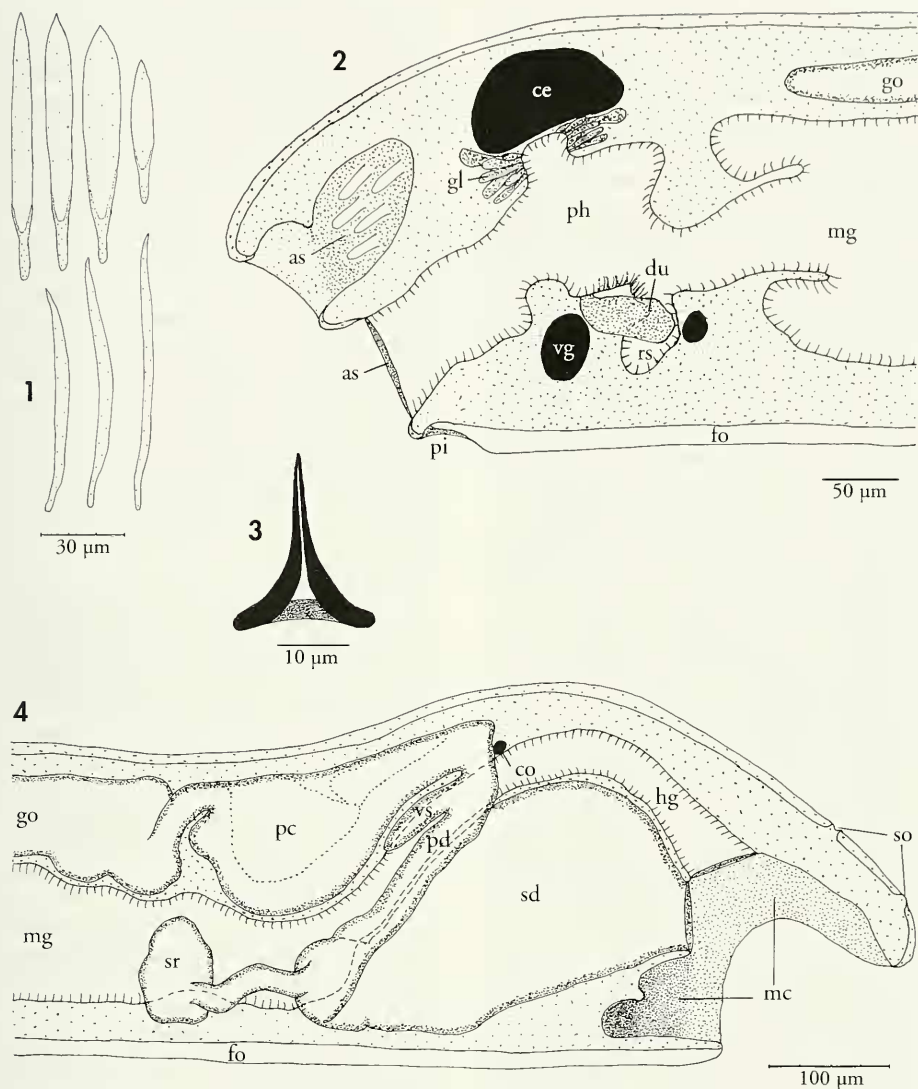 1
30 µm
2
ce
go
gl
ph
mg
as
du
vg
rs
as
pi
fo
50 µm
3
10 µm
4
co
hg
go
pc
vs
pd
so
sd
mg
sr
mc
fo
100 µm